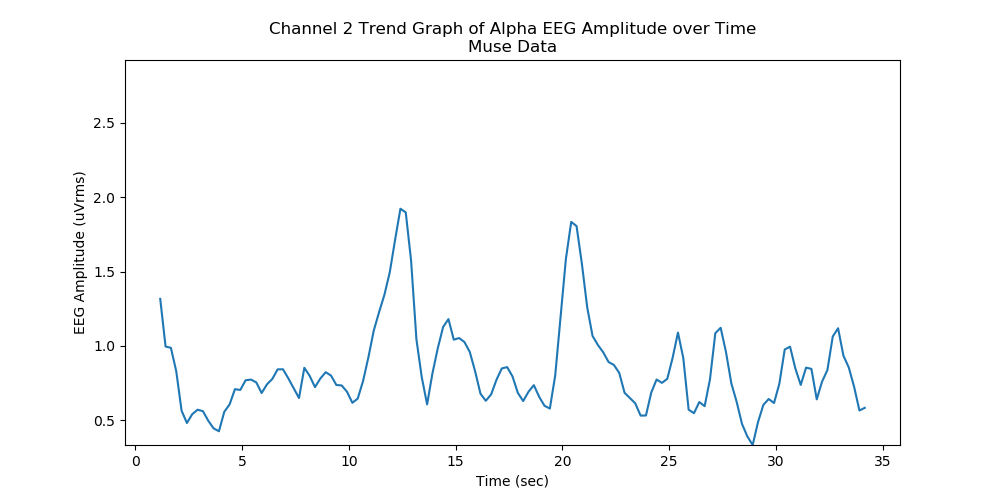 Channel 2 Trend Graph of Alpha EEG Amplitude over Time
Muse Data
EEG Amplitude (uVrms)
2.5
2.0
1.5
1.0
0.5
0 5 10 15 20 25 30 35
Time (sec)